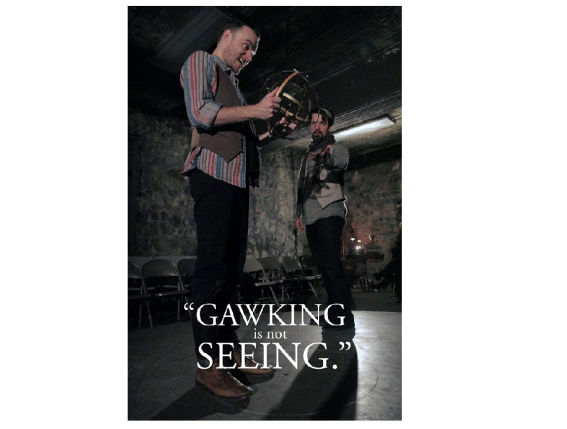 “GAWKING
is not
SEEING.”